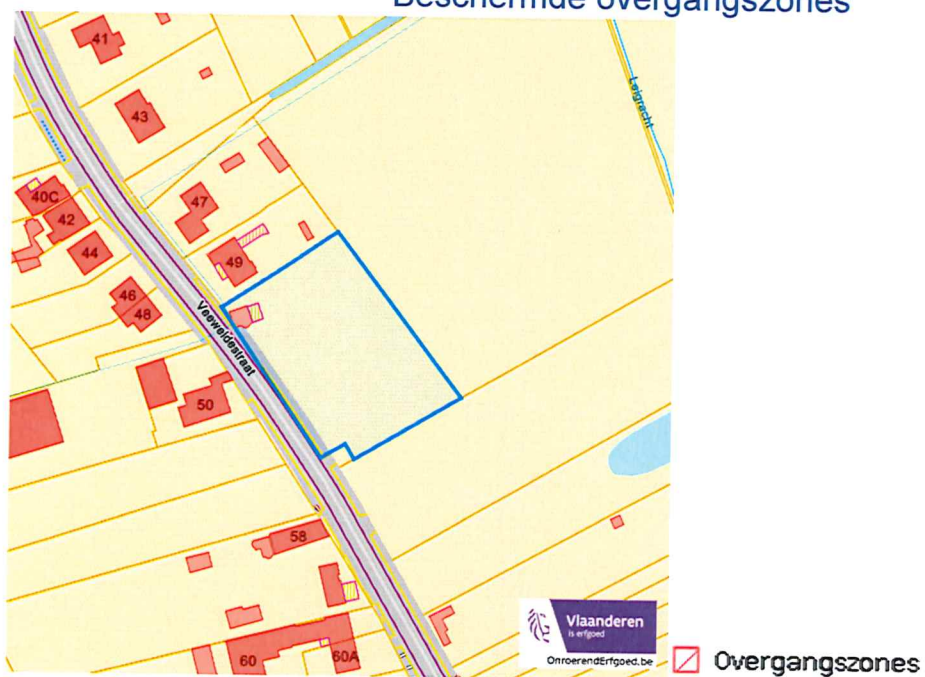 Beschermde overgangszones
41
43
Leigracht
40C
47
42
44
49
46
48
Veeweidestraat
50
58
60
60A
Vlaanderen
is erfgoed
OnroerendErfgoed.be
Overgangszones